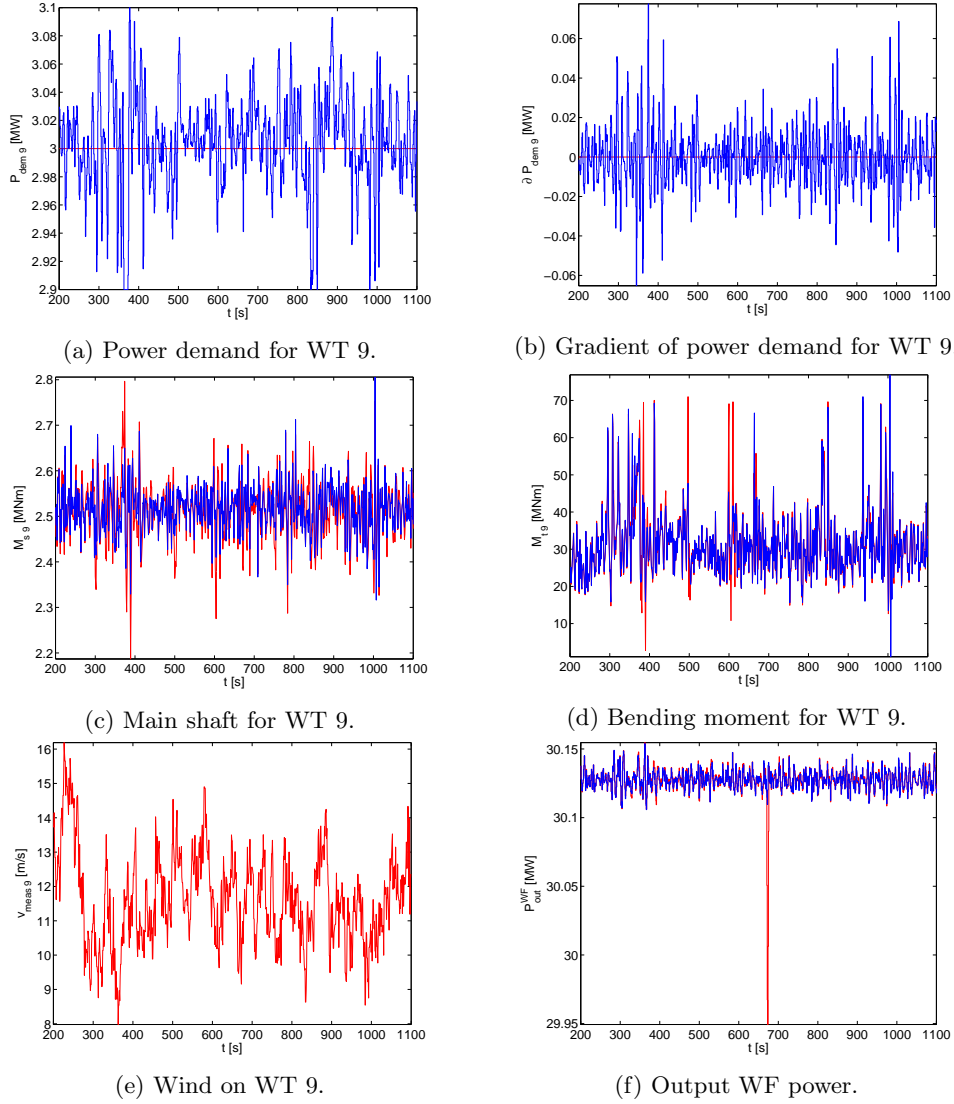 3.1
3.08
3.06
3.04
3.02
3
2.98
2.96
2.94
2.92
2.9
P_dem 9 [MW]
200 300 400 500 600 700 800 900 1000 1100
t [s]
(a) Power demand for WT 9.
0.06
0.04
0.02
0
−0.02
−0.04
−0.06
∂ P_dem 9 [MW]
200 300 400 500 600 700 800 900 1000 1100
t [s]
(b) Gradient of power demand for WT 9
2.8
2.7
2.6
2.5
2.4
2.3
2.2
M_s 9 [MNm]
200 300 400 500 600 700 800 900 1000 1100
t [s]
(c) Main shaft for WT 9.
70
60
50
40
30
20
10
M_t 9 [MNm]
200 300 400 500 600 700 800 900 1000 1100
t [s]
(d) Bending moment for WT 9.
16
15
14
13
12
11
10
9
8
v_meas 9 [m/s]
200 300 400 500 600 700 800 900 1000 1100
t [s]
(e) Wind on WT 9.
30.15
30.1
30.05
30
29.95
P_out^WF [MW]
200 300 400 500 600 700 800 900 1000 1100
t [s]
(f) Output WF power.